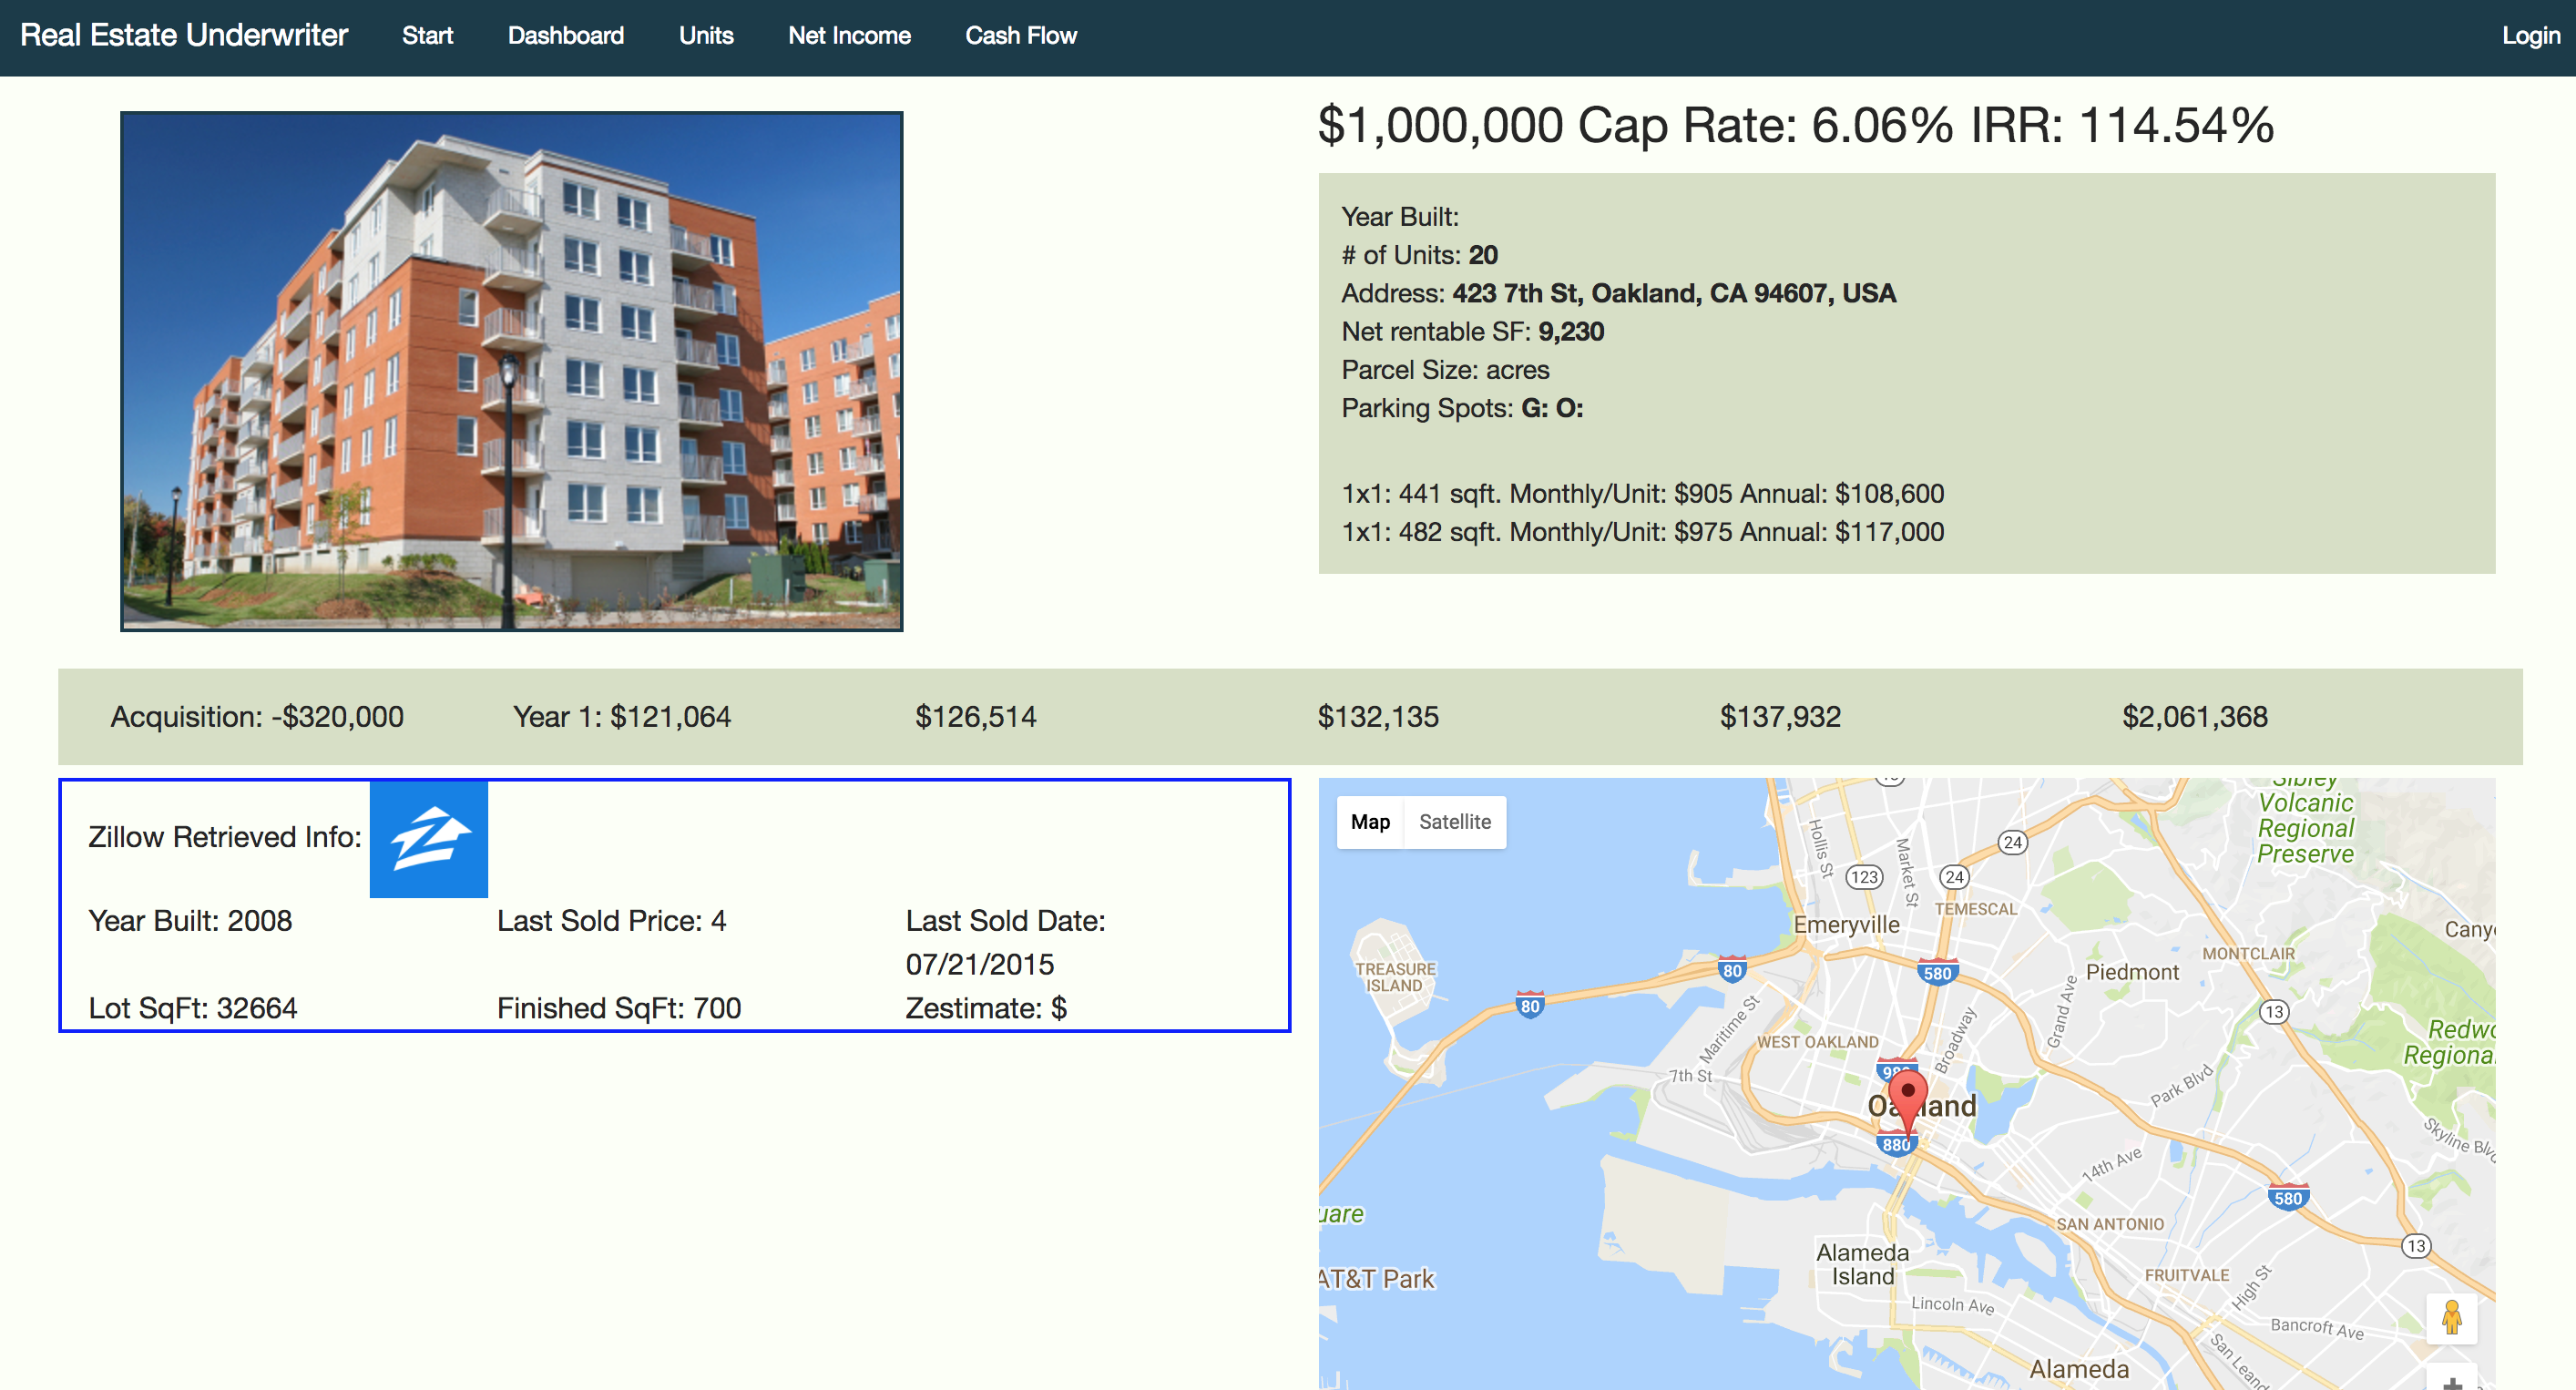 Real Estate Underwriter Start Dashboard Units Net Income Cash Flow Login
$1,000,000 Cap Rate: 6.06% IRR: 114.54%
Year Built:
# of Units: 20
Address: 423 7th St, Oakland, CA 94607, USA
Net rentable SF: 9,230
Parcel Size: acres
Parking Spots: G: O:
1x1: 441 sqft. Monthly/Unit: $905 Annual: $108,600
1x1: 482 sqft. Monthly/Unit: $975 Annual: $117,000
Acquisition: -$320,000 Year 1: $121,064 $126,514 $132,135 $137,932 $2,061,368
Zillow Retrieved Info:
Year Built: 2008 Last Sold Price: 4 Last Sold Date:
07/21/2015
Lot SqFt: 32664 Finished SqFt: 700 Zestimate: $
Map Satellite
Sibley
Volcanic
Regional
Preserve
Hollis St
Market St
24
123
24
TEMESCAL
Emeryville
MONTCLAIR
TREASURE
ISLAND
80
580
Piedmont
80
Maritime St
Broadway
Grand Ave
13
WEST OAKLAND
7th St
Park Blvd
Oakland
880
Skyline
14th Ave
580
SAN ANTONIO
13
Alameda
Island
AT&T Park
FRUITVALE
High St
Lincoln Ave
Bancroft Ave
Alameda